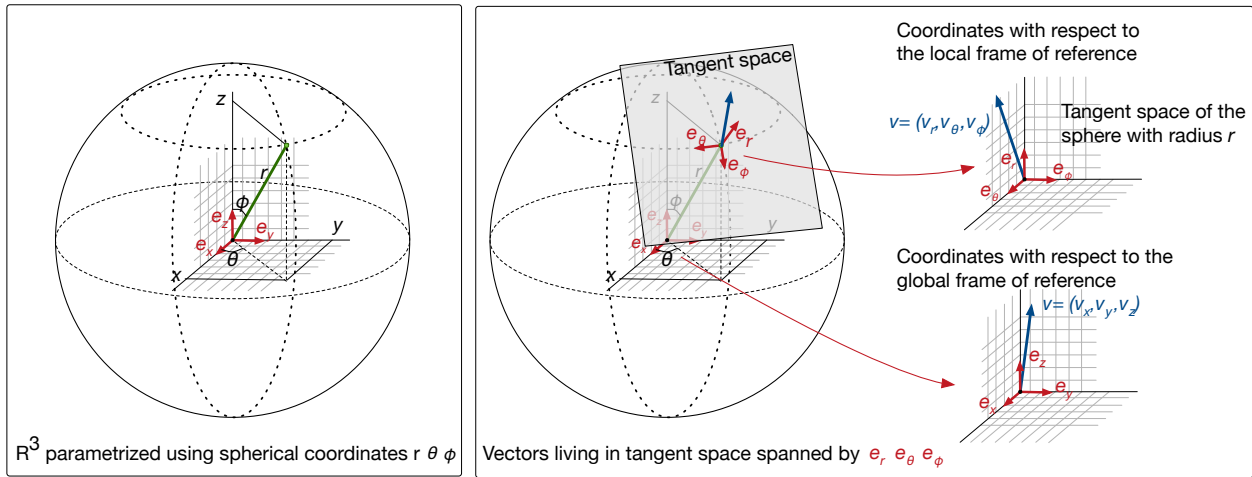 z
r
ϕ
e_z
e_y
e_x
θ
y
x
R^3 parametrized using spherical coordinates r θ ϕ
Tangent space
z
e_θ
e_r
e_ϕ
r
ϕ
e_z
e_y
e_x
θ
y
x
Vectors living in tangent space spanned by e_r e_θ e_ϕ
Coordinates with respect to
the local frame of reference
v=(v_r,v_θ,v_ϕ)
Tangent space of the
sphere with radius r
e_r
e_θ
e_ϕ
Coordinates with respect to the
global frame of reference
v=(v_x,v_y,v_z)
e_z
e_y
e_x